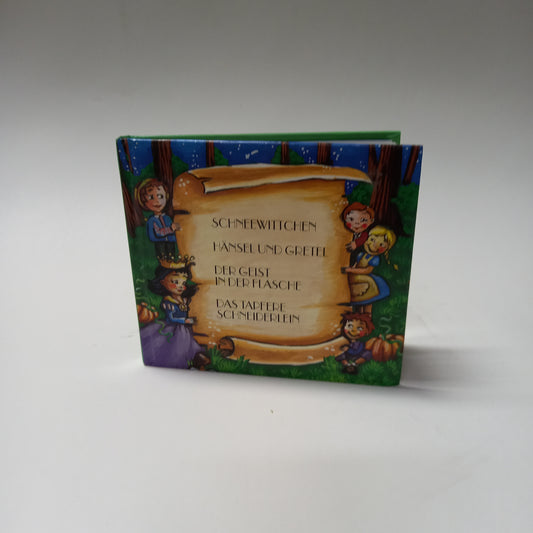 SCHNEEWITTCHEN
HÄNSEL UND GRETEL
DER GEIST
IN DER FLASCHE
DAS TAPFERE
SCHNEIDERLEIN